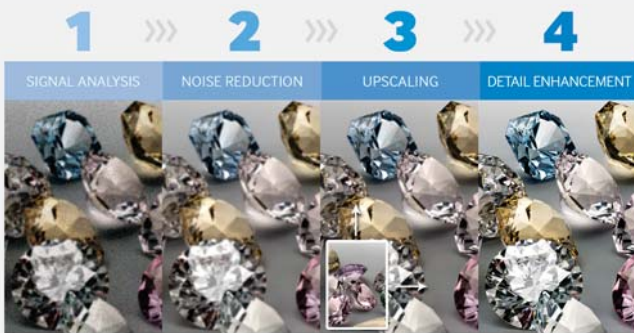 1 2 3 4
SIGNAL ANALYSIS NOISE REDUCTION UPSCALING DETAIL ENHANCEMENT